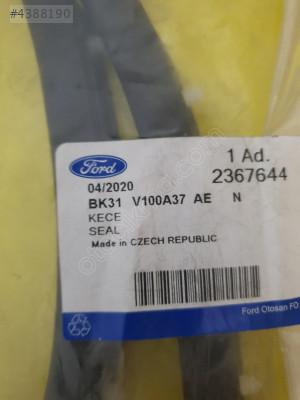 #4388190
Ford
1 Ad.
04/2020
2367644
BK31 V100A37 AE N
KECE
SEAL
Made in CZECH REPUBLIC
Ford Otosan FO